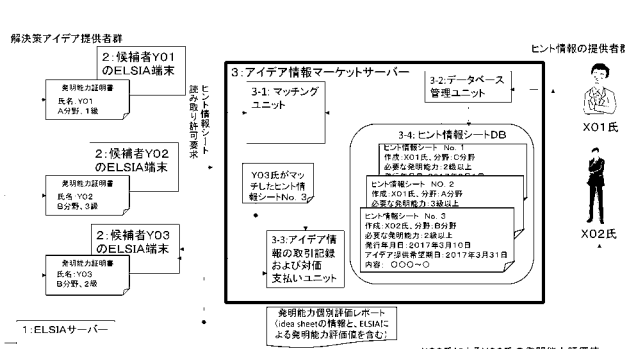 解決策アイデア提供者群
2：候補者Y01
のELSIA端末
発明能力証明書
氏名：Y01
A分野、1級
2：候補者Y02
のELSIA端末
発明能力証明書
氏名：Y02
B分野、3級
2：候補者Y03
のELSIA端末
発明能力証明書
氏名：Y03
B分野、2級
1：ELSIAサーバー
ヒント情報シート
読み取り許可要求
3：アイデア情報マーケットサーバー
3-1：マッチング
ユニット
3-2：データベース
管理ユニット
Y03氏がマ
ッチしたヒント情
報シートNo. 3
3-3：アイデア情
報の取引記録
および対価
支払いユニット
3-4：ヒント情報シートDB
ヒント情報シート No. 1
作成：X01氏、分野：C分野
必要な発明能力：2級以上
ヒント情報シート NO. 2
作成：X01氏、分野：A分野
必要な発明能力：3級以上
ヒント情報シート No. 3
作成：X02氏、分野：B分野
必要な発明能力：2級以上
発行年月日：2017年3月10日
アイデア提供希望期日：2017年3月31日
内容： 〇〇〇～〇
発明能力個別評価レポート
（idea sheetの情報と、ELSIAに
よる発明能力評価値を含む）
ヒント情報の提供者群
X01氏
X02氏